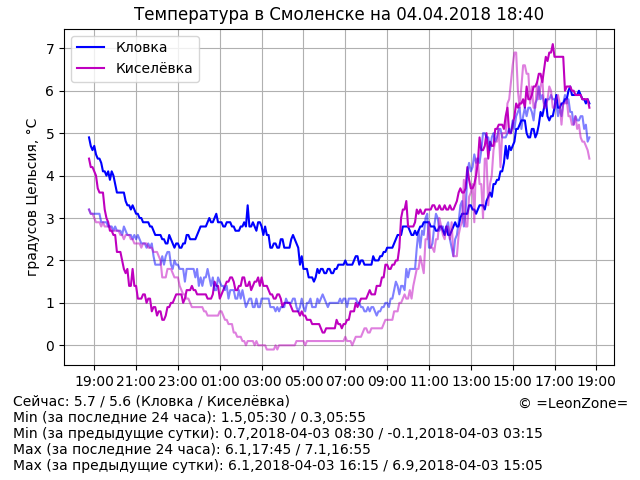 Температура в Смоленске на 04.04.2018 18:40
Кловка
Киселёвка
градусов Цельсия, °C
7
6
5
4
3
2
1
0
19:00 21:00 23:00 01:00 03:00 05:00 07:00 09:00 11:00 13:00 15:00 17:00 19:00
Сейчас: 5.7 / 5.6 (Кловка / Киселёвка)
© =LeonZone=
Min (за последние 24 часа): 1.5,05:30 / 0.3,05:55
Min (за предыдущие сутки): 0.7,2018-04-03 08:30 / -0.1,2018-04-03 03:15
Max (за последние 24 часа): 6.1,17:45 / 7.1,16:55
Max (за предыдущие сутки): 6.1,2018-04-03 16:15 / 6.9,2018-04-03 15:05